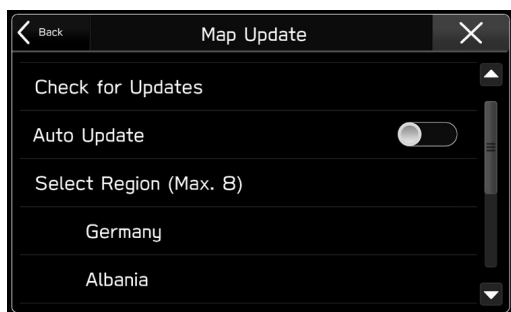 Back
Map Update
Check for Updates
Auto Update
Select Region (Max. 8)
Germany
Albania